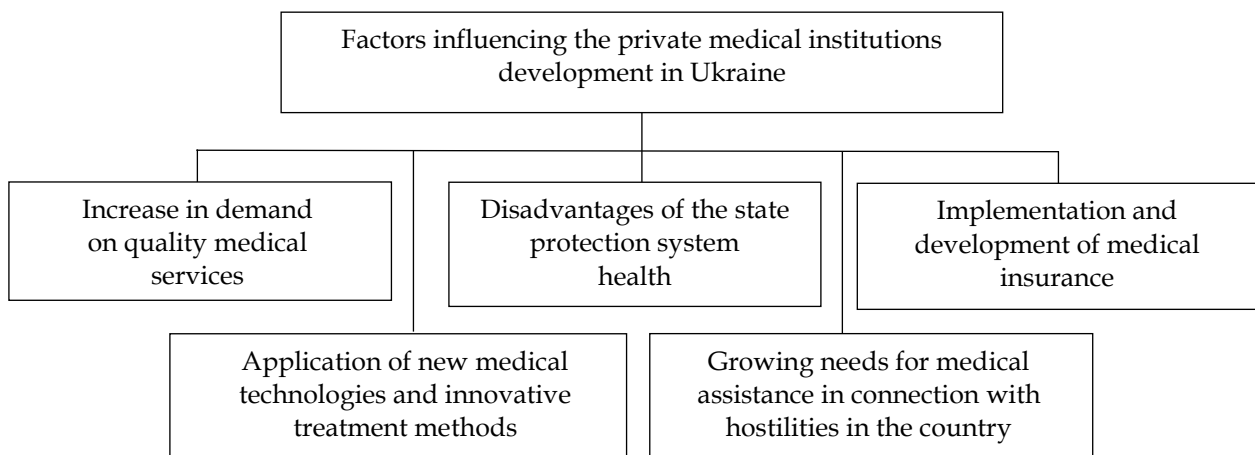 Factors influencing the private medical institutions
development in Ukraine
Increase in demand
on quality medical
services
Disadvantages of the state
protection system
health
Implementation and
development of medical
insurance
Application of new medical
technologies and innovative
treatment methods
Growing needs for medical
assistance in connection with
hostilities in the country